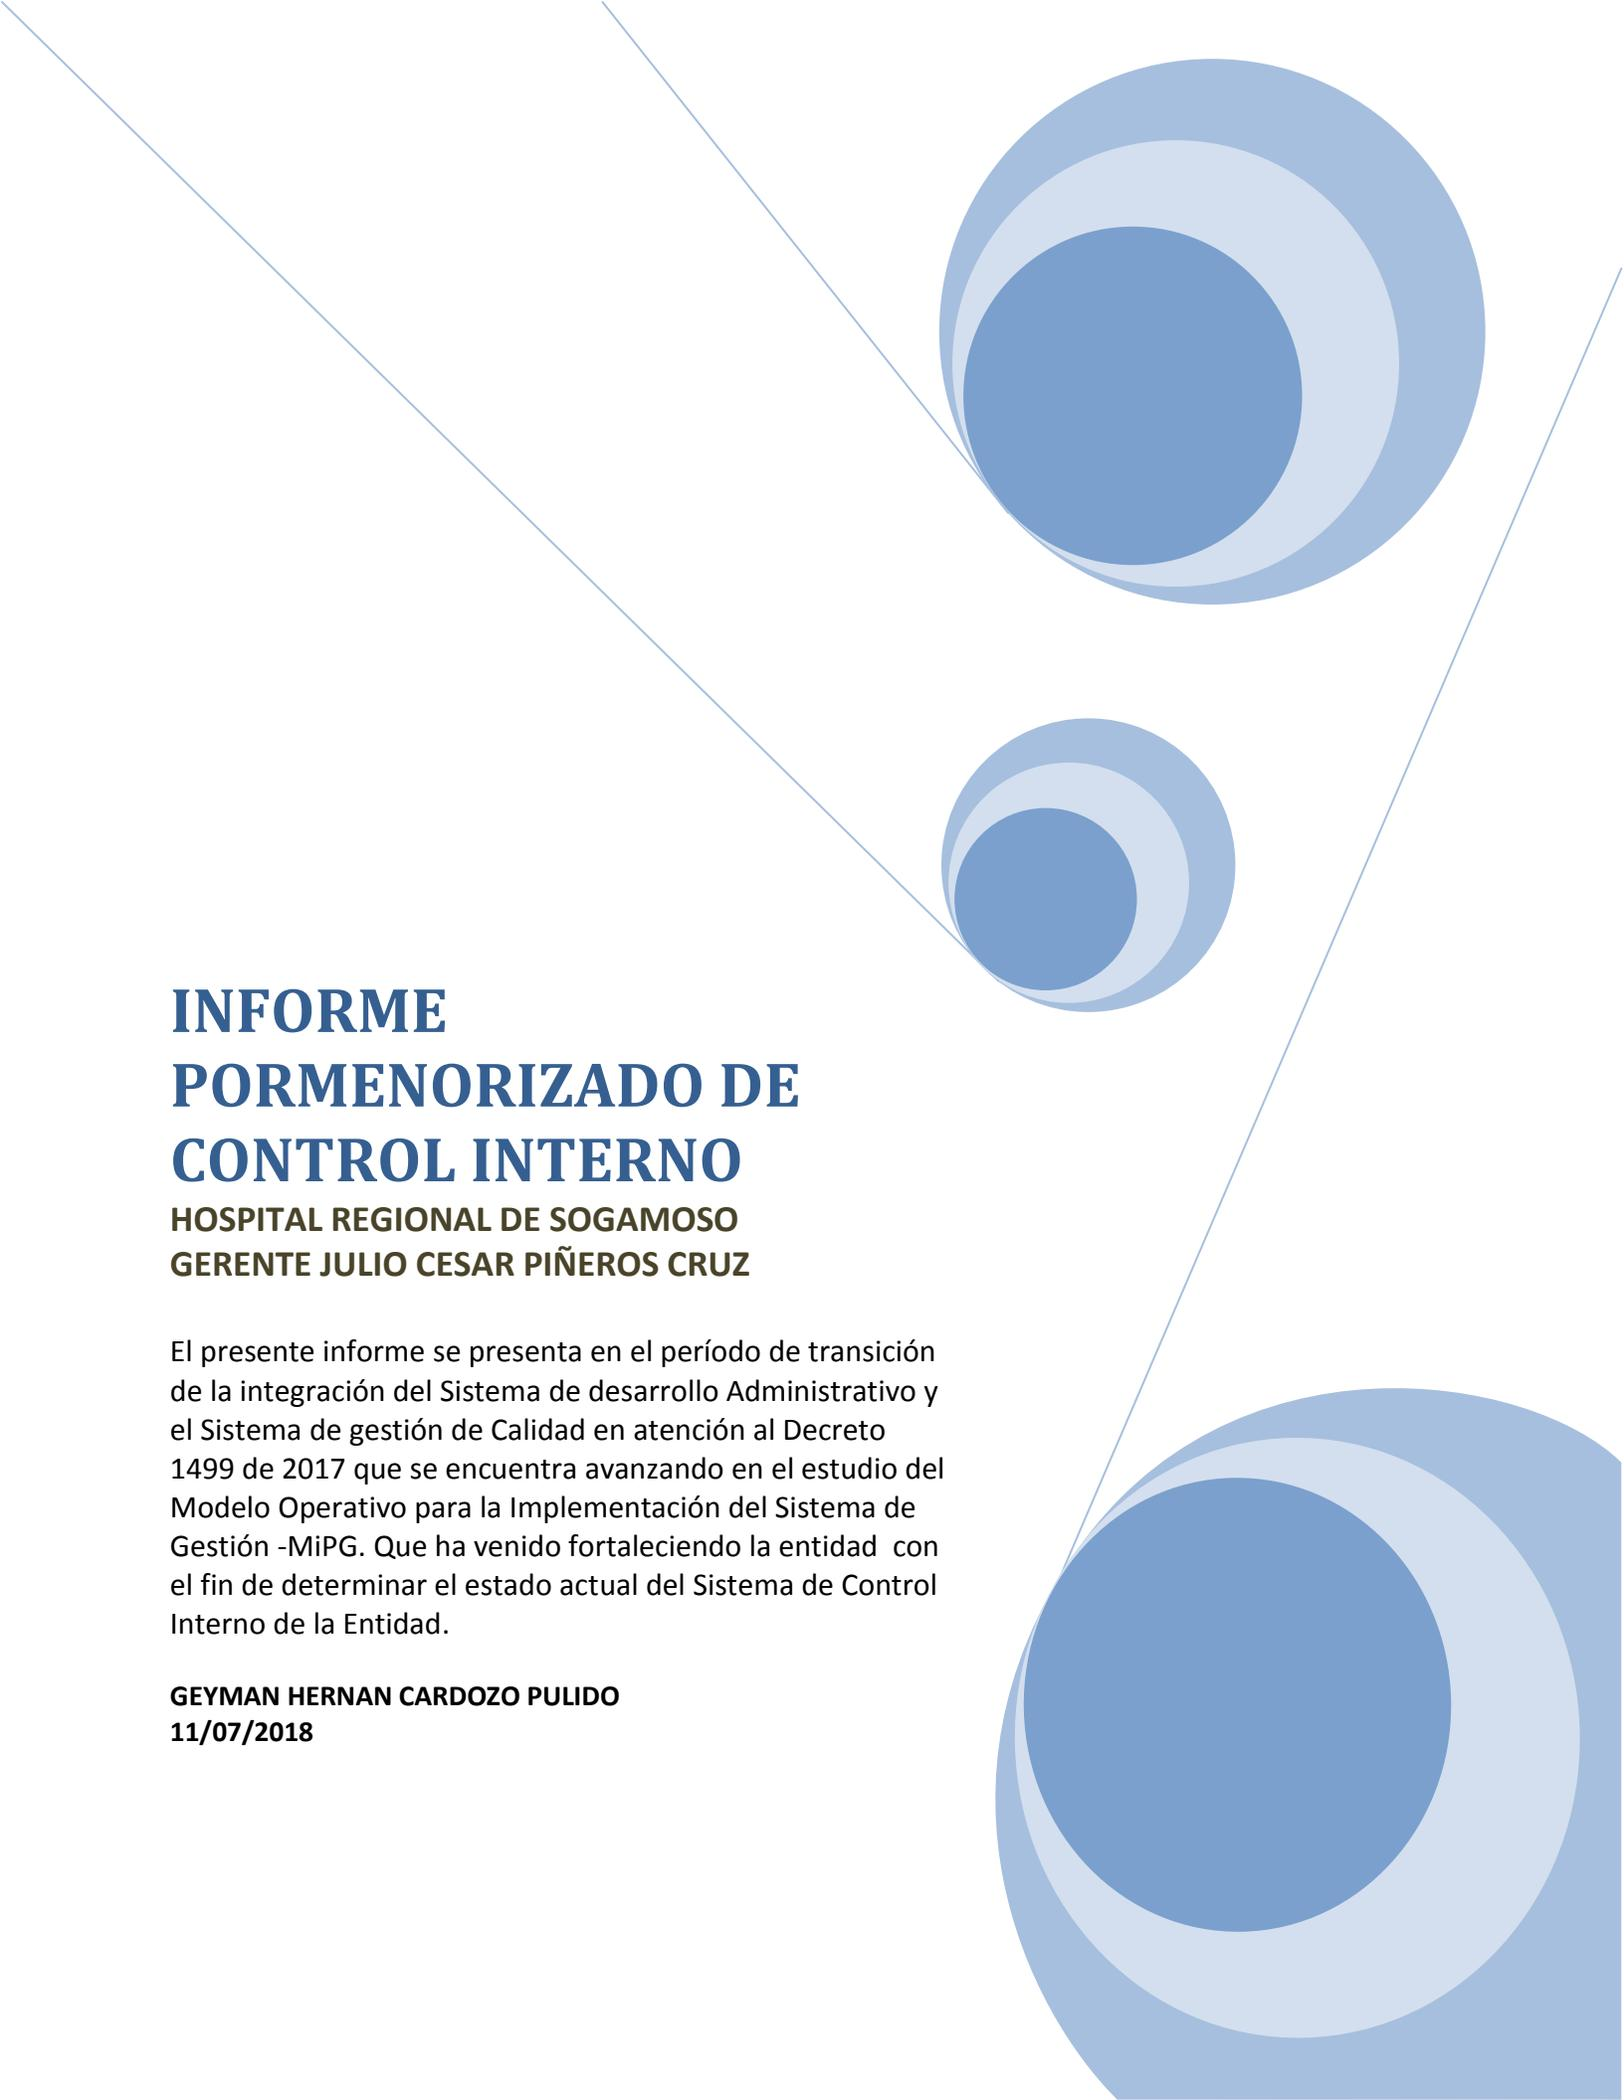 INFORME
PORMENORIZADO DE
CONTROL INTERNO
HOSPITAL REGIONAL DE SOGAMOSO
GERENTE JULIO CESAR PIÑEROS CRUZ
El presente informe se presenta en el período de transición
de la integración del Sistema de desarrollo Administrativo y
el Sistema de gestión de Calidad en atención al Decreto
1499 de 2017 que se encuentra avanzando en el estudio del
Modelo Operativo para la Implementación del Sistema de
Gestión -MiPG. Que ha venido fortaleciendo la entidad  con
el fin de determinar el estado actual del Sistema de Control
Interno de la Entidad.
GEYMAN HERNAN CARDOZO PULIDO
11/07/2018